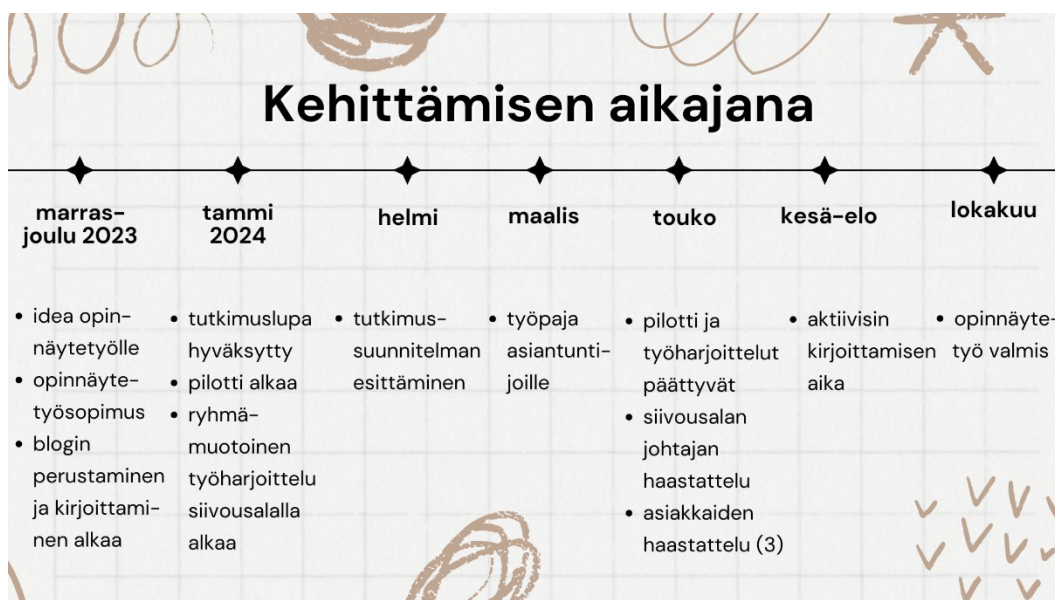 Kehittämisen aikajana
marras-
joulu 2023
tammi
2024
helmi
maalis
touko
kesä-elo
lokakuu
• idea opin-
näytetyölle
• opinnäyte-
työsopimus
• blogin
perustaminen
ja kirjoittami-
nen alkaa
• tutkimuslupa
hyväksytty
• pilotti alkaa
• ryhmä-
muotoinen
työharjoittelu
siivousalalla
alkaa
• tutkimus-
suunnitelman
esittäminen
• työpaja
asiantunti-
joille
• pilotti ja
työharjoittelut
päättyvät
• siivousalan
johtajan
haastattelu
• asiakkaiden
haastattelu (3)
• aktiivisin
kirjoittamisen
aika
• opinnäyte-
työ valmis